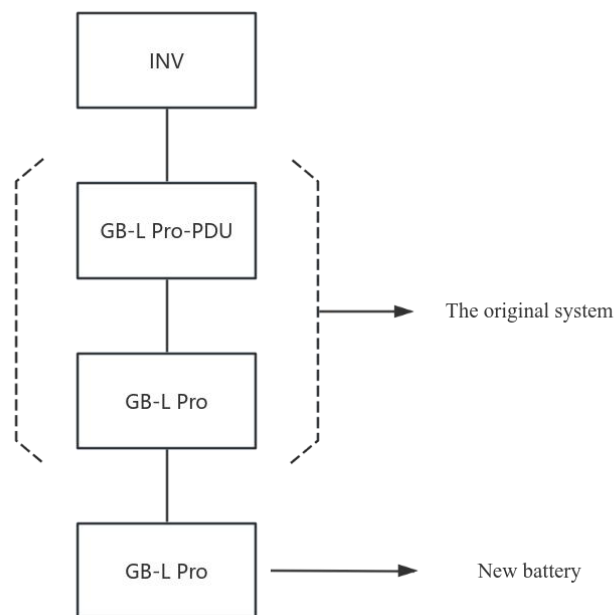 INV
GB-L Pro-PDU
The original system
GB-L Pro
GB-L Pro
New battery